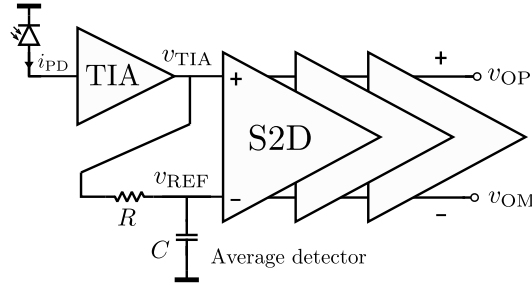 v_TIA + v_OP
i_PD TIA
S2D
v_REF
R
− v_OM
−
C
Average detector